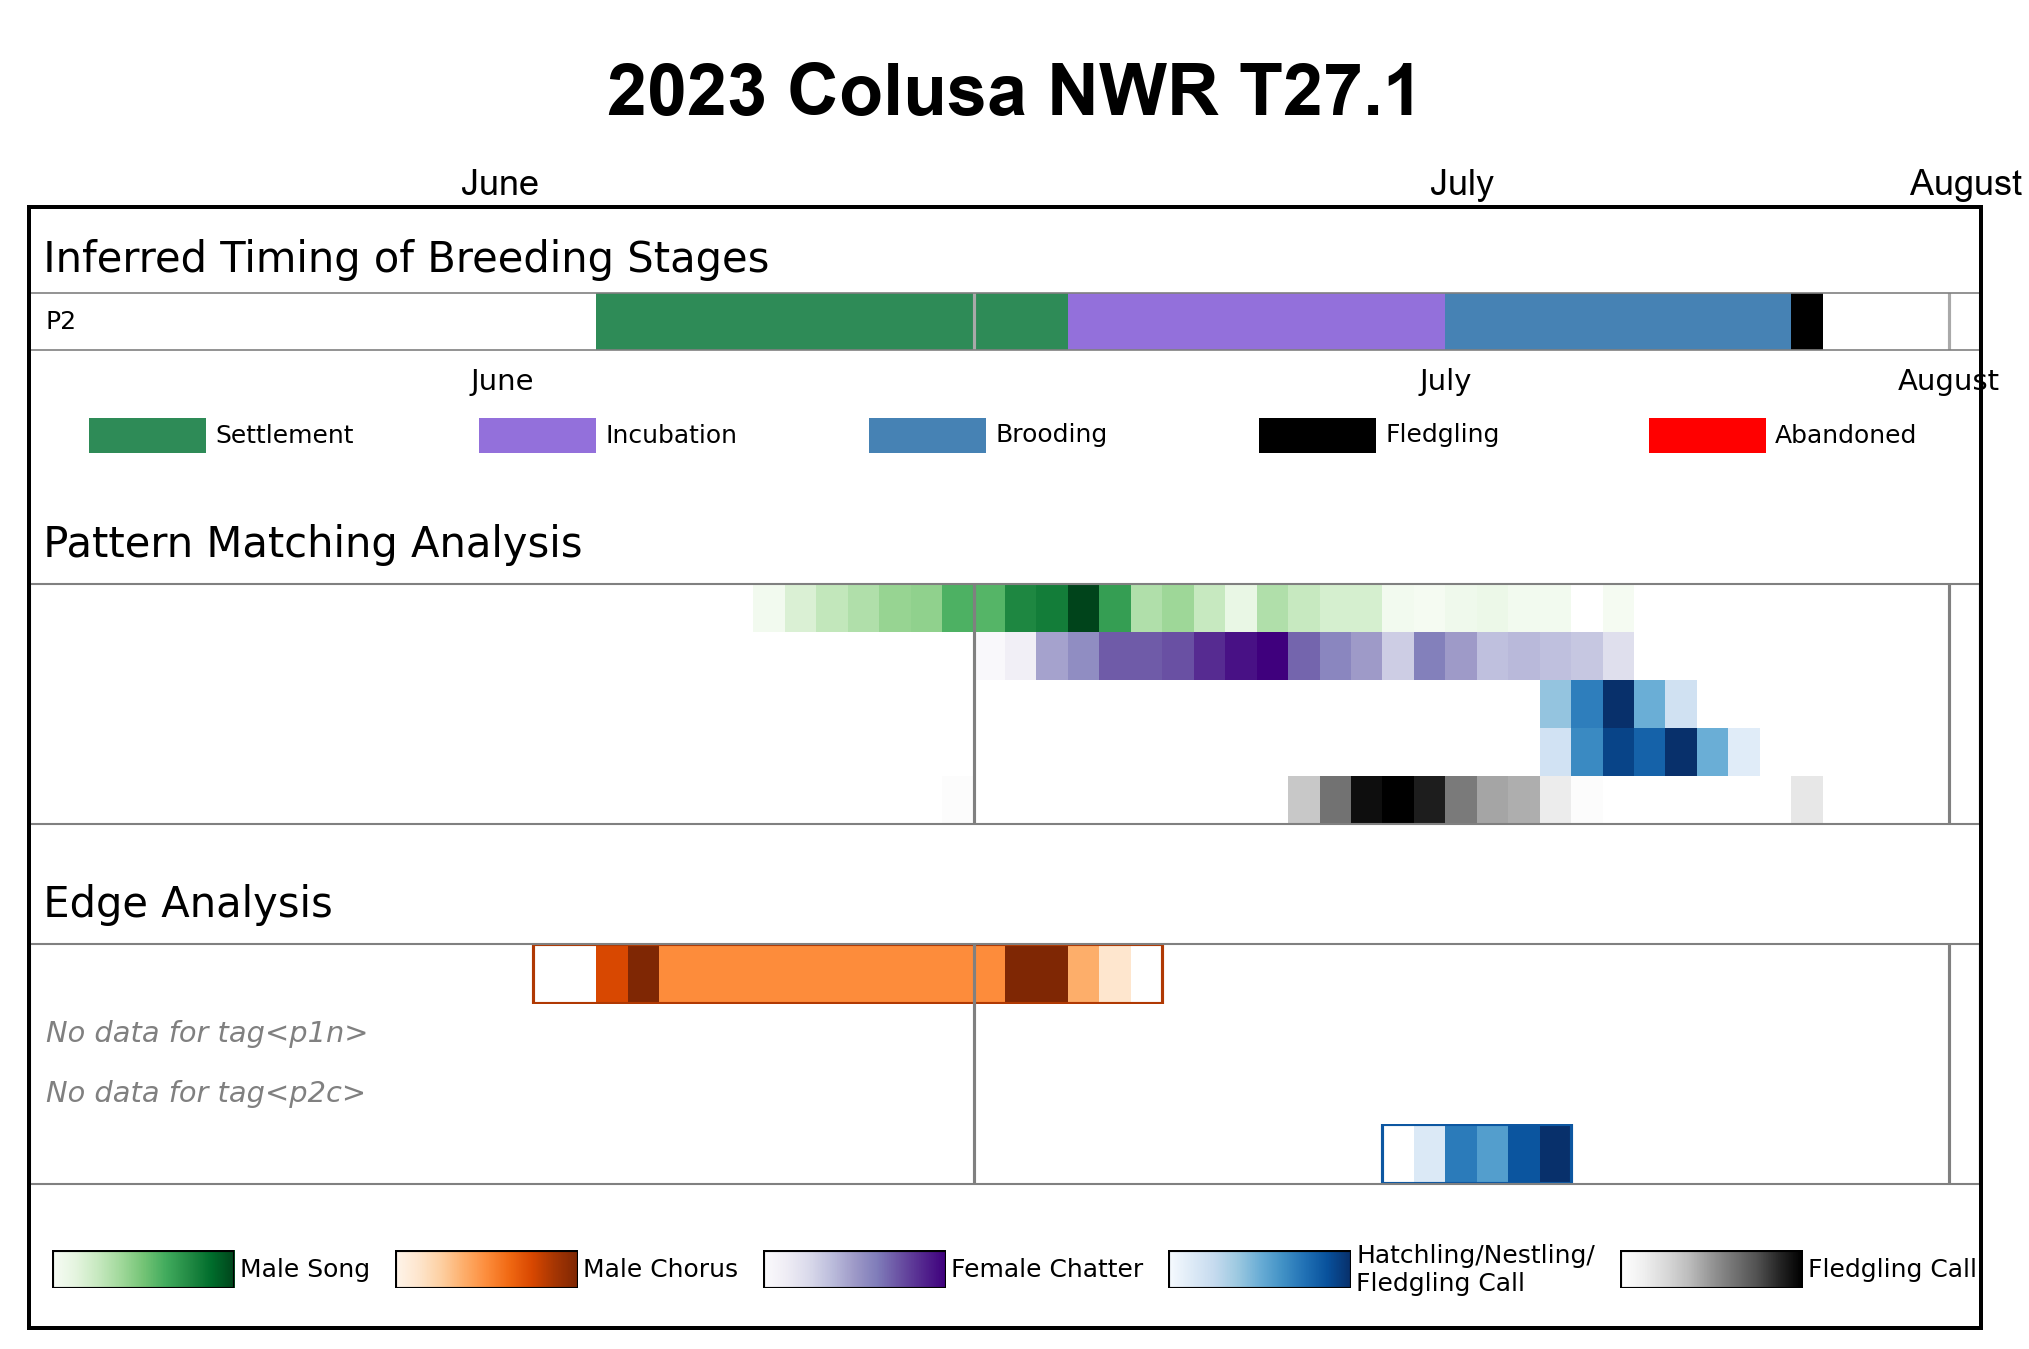 2023 Colusa NWR T27.1
June July August
Inferred Timing of Breeding Stages
P2
June July August
Settlement Incubation Brooding Fledgling Abandoned
Pattern Matching Analysis
Edge Analysis
No data for tag<p1n>
No data for tag<p2c>
Male Song Male Chorus Female Chatter Hatchling/Nestling/
Fledgling Call Fledgling Call